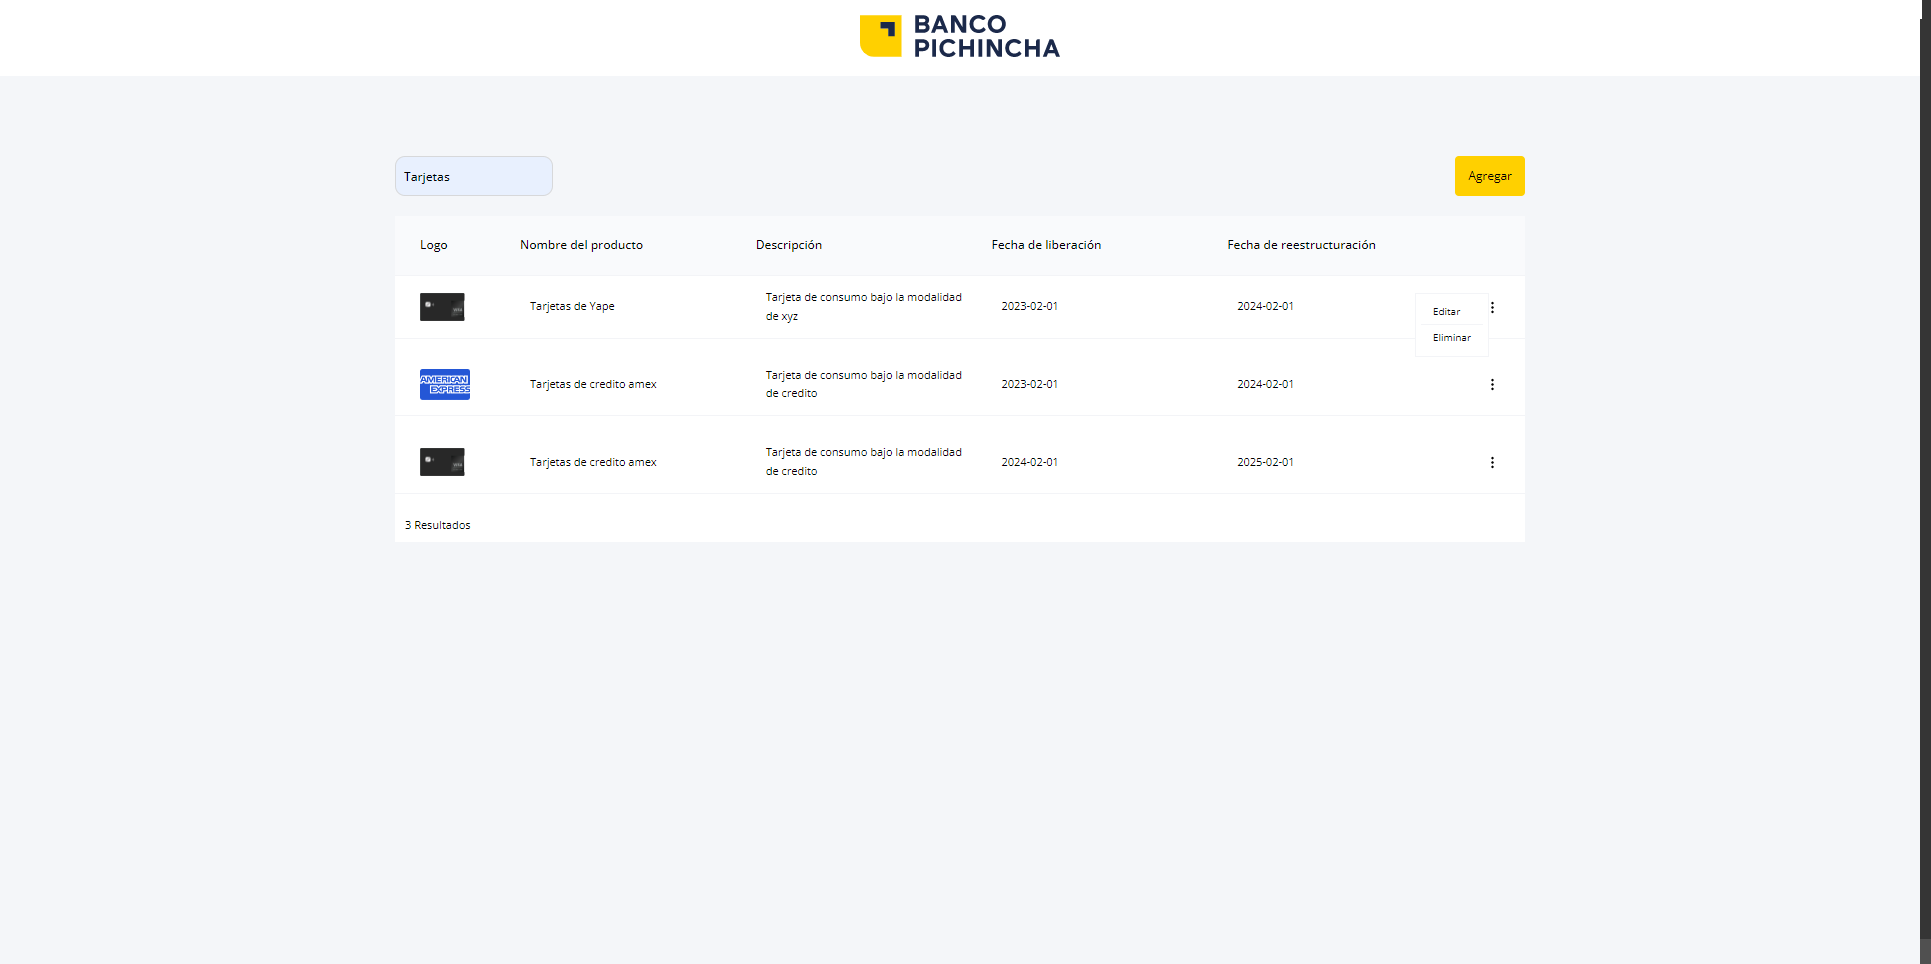 BANCO
PICHINCHA
Tarjetas
Agregar
Logo
Nombre del producto
Descripción
Fecha de liberación
Fecha de reestructuración
Tarjetas de Yape
Tarjeta de consumo bajo la modalidad
de xyz
2023-02-01
2024-02-01
Editar
Eliminar
AMERICAN
EXPRESS
Tarjetas de credito amex
Tarjeta de consumo bajo la modalidad
de credito
2023-02-01
2024-02-01
Tarjetas de credito amex
Tarjeta de consumo bajo la modalidad
de credito
2024-02-01
2025-02-01
3 Resultados